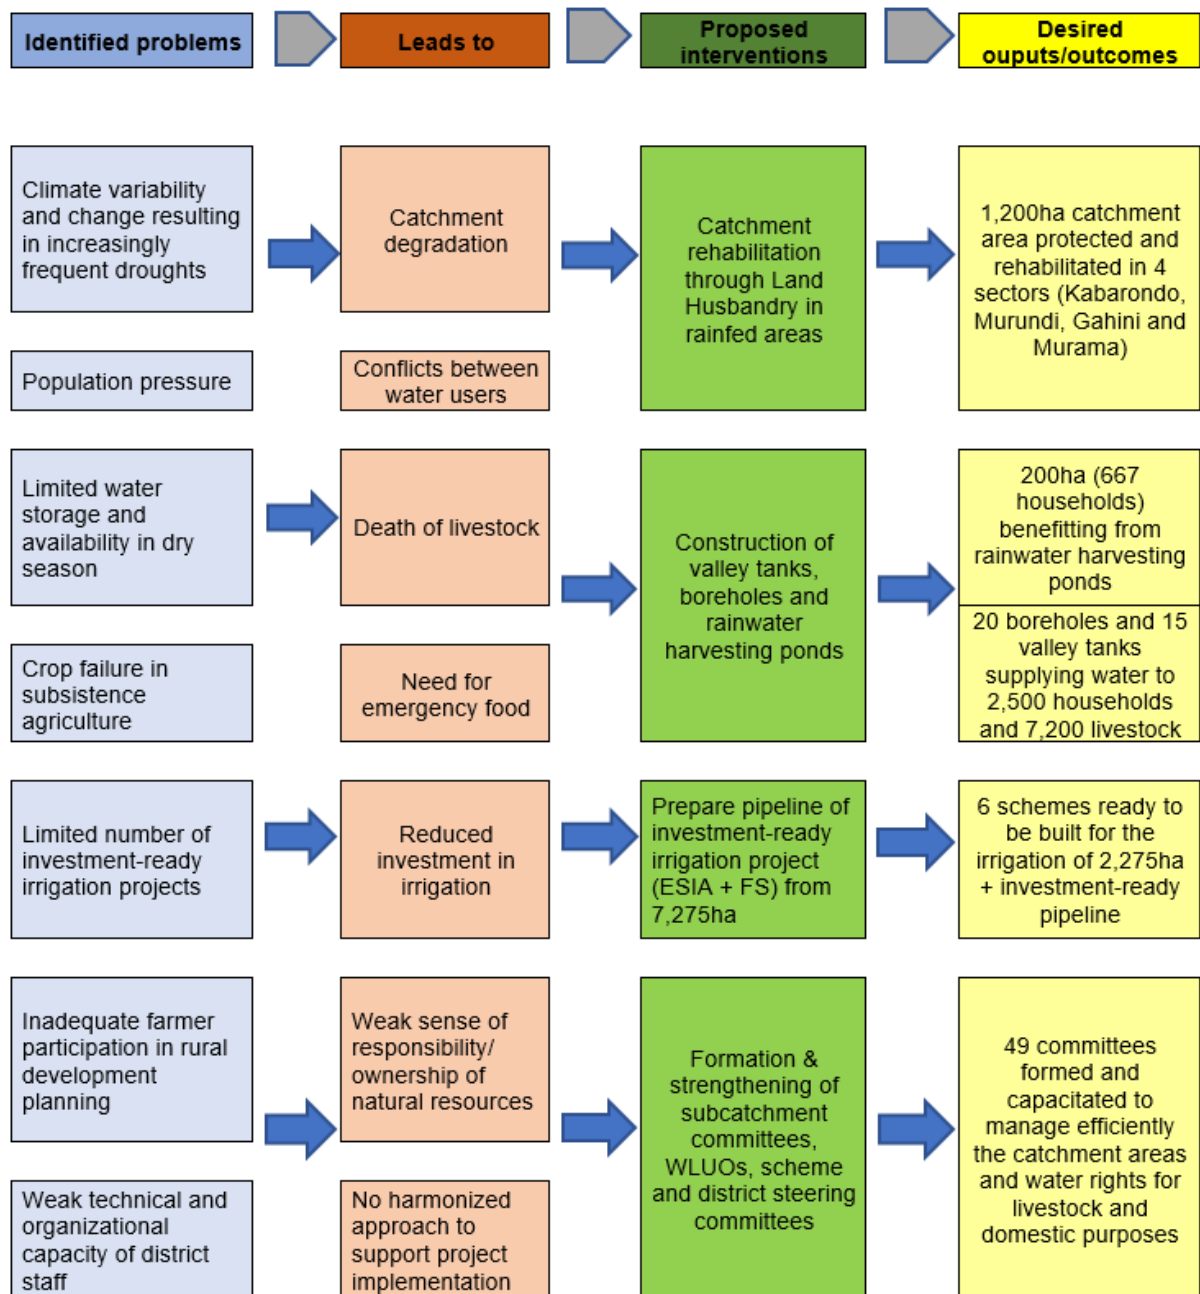 Identified problems
Leads to
Proposed
interventions
Desired
ouputs/outcomes
Climate variability
and change resulting
in increasingly
frequent droughts
Catchment
degradation
Catchment
rehabilitation
through Land
Husbandry in
rainfed areas
1,200ha catchment
area protected and
rehabilitated in 4
sectors (Kabarondo,
Murundi, Gahini and
Murama)
Population pressure
Conflicts between
water users
Limited water
storage and
availability in dry
season
Death of livestock
Construction of
valley tanks,
boreholes and
rainwater
harvesting ponds
200ha (667
households)
benefitting from
rainwater harvesting
ponds
20 boreholes and 15
valley tanks
supplying water to
2,500 households
and 7,200 livestock
Crop failure in
subsistence
agriculture
Need for
emergency food
Limited number of
investment-ready
irrigation projects
Reduced
investment in
irrigation
Prepare pipeline of
investment-ready
irrigation project
(ESIA + FS) from
7,275ha
6 schemes ready to
be built for the
irrigation of 2,275ha
+ investment-ready
pipeline
Inadequate farmer
participation in rural
development
planning
Weak sense of
responsibility/
ownership of
natural resources
Formation &
strengthening of
subcatchment
committees,
WLUOs, scheme
and district steering
committees
49 committees
formed and
capacitated to
manage efficiently
the catchment areas
and water rights for
livestock and
domestic purposes
Weak technical and
organizational
capacity of district
staff
No harmonized
approach to
support project
implementation